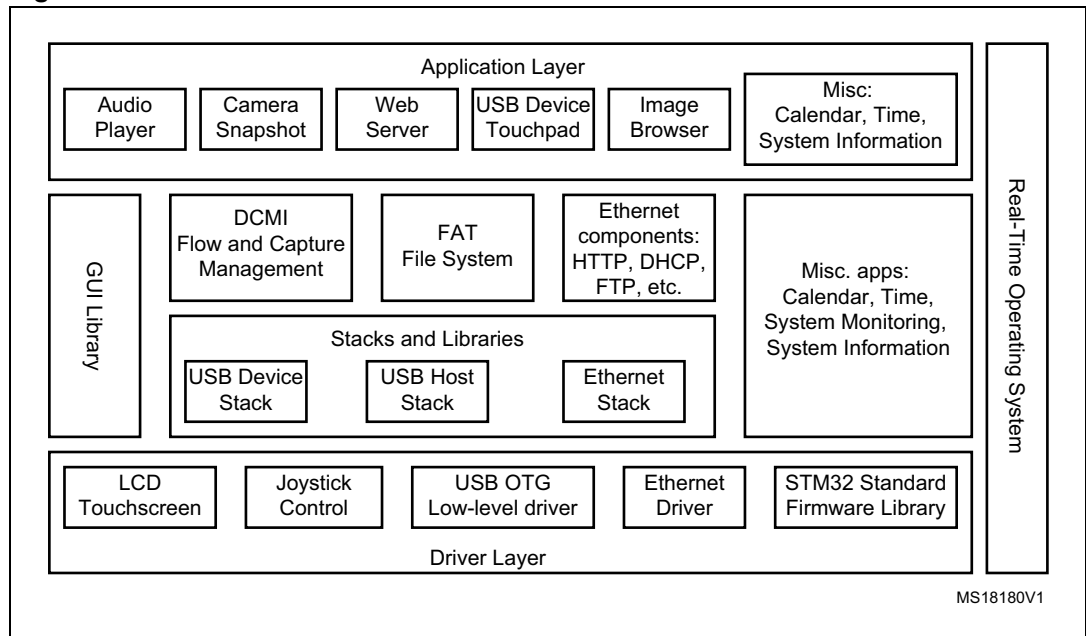 Application Layer
Audio
Player
Camera
Snapshot
Web
Server
USB Device
Touchpad
Image
Browser
Misc:
Calendar, Time,
System Information
GUI Library
DCMI
Flow and Capture
Management
FAT
File System
Ethernet
components:
HTTP, DHCP,
FTP, etc.
Misc. apps:
Calendar, Time,
System Monitoring,
System Information
Stacks and Libraries
USB Device
Stack
USB Host
Stack
Ethernet
Stack
LCD
Touchscreen
Joystick
Control
USB OTG
Low-level driver
Ethernet
Driver
STM32 Standard
Firmware Library
Driver Layer
Real-Time Operating System
MS18180V1